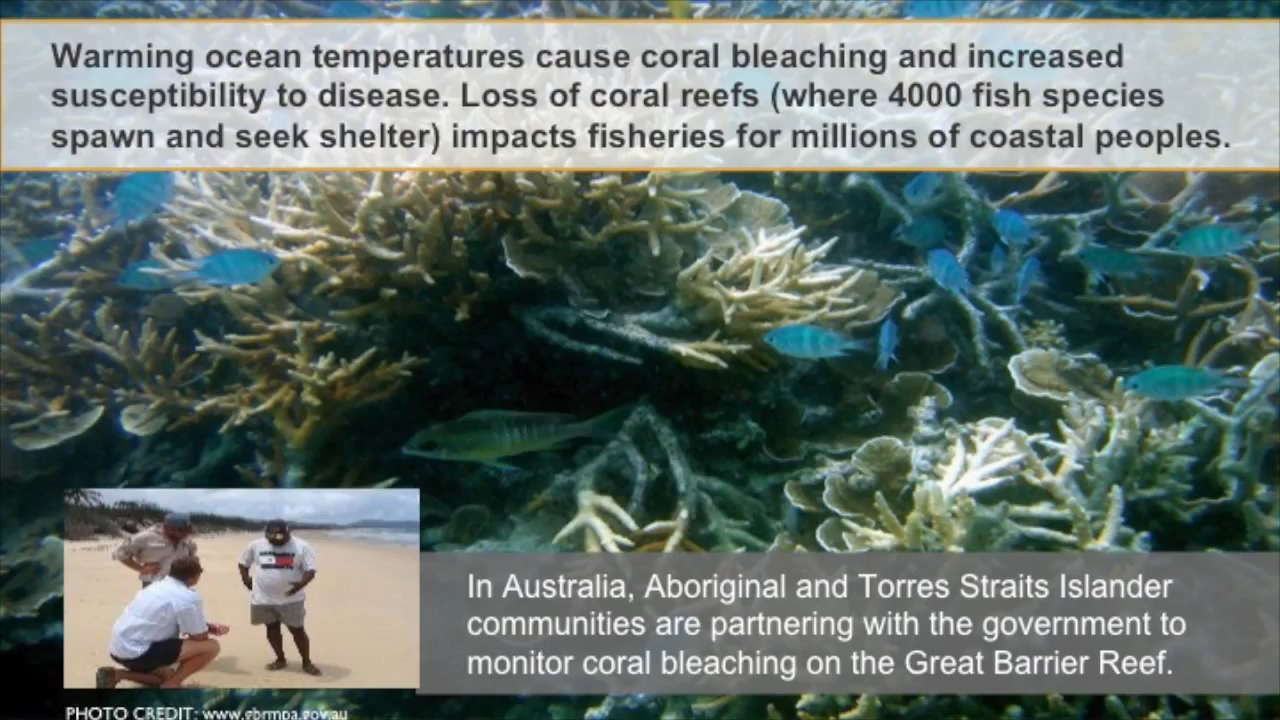 Warming ocean temperatures cause coral bleaching and increased
susceptibility to disease. Loss of coral reefs (where 4000 fish species
spawn and seek shelter) impacts fisheries for millions of coastal peoples.
In Australia, Aboriginal and Torres Straits Islander
communities are partnering with the government to
monitor coral bleaching on the Great Barrier Reef.
PHOTO CREDIT: www.gbrmpa.gov.au